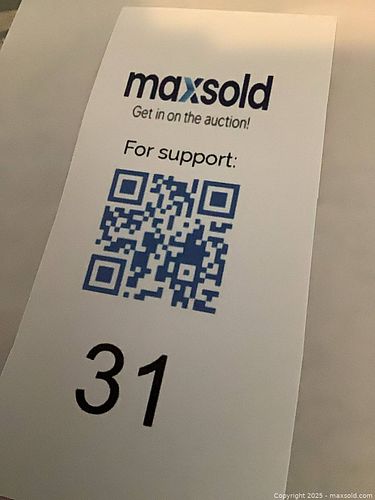 maxsold
Get in on the auction!
For support:
31
Copyright 2025 - maxsold.com